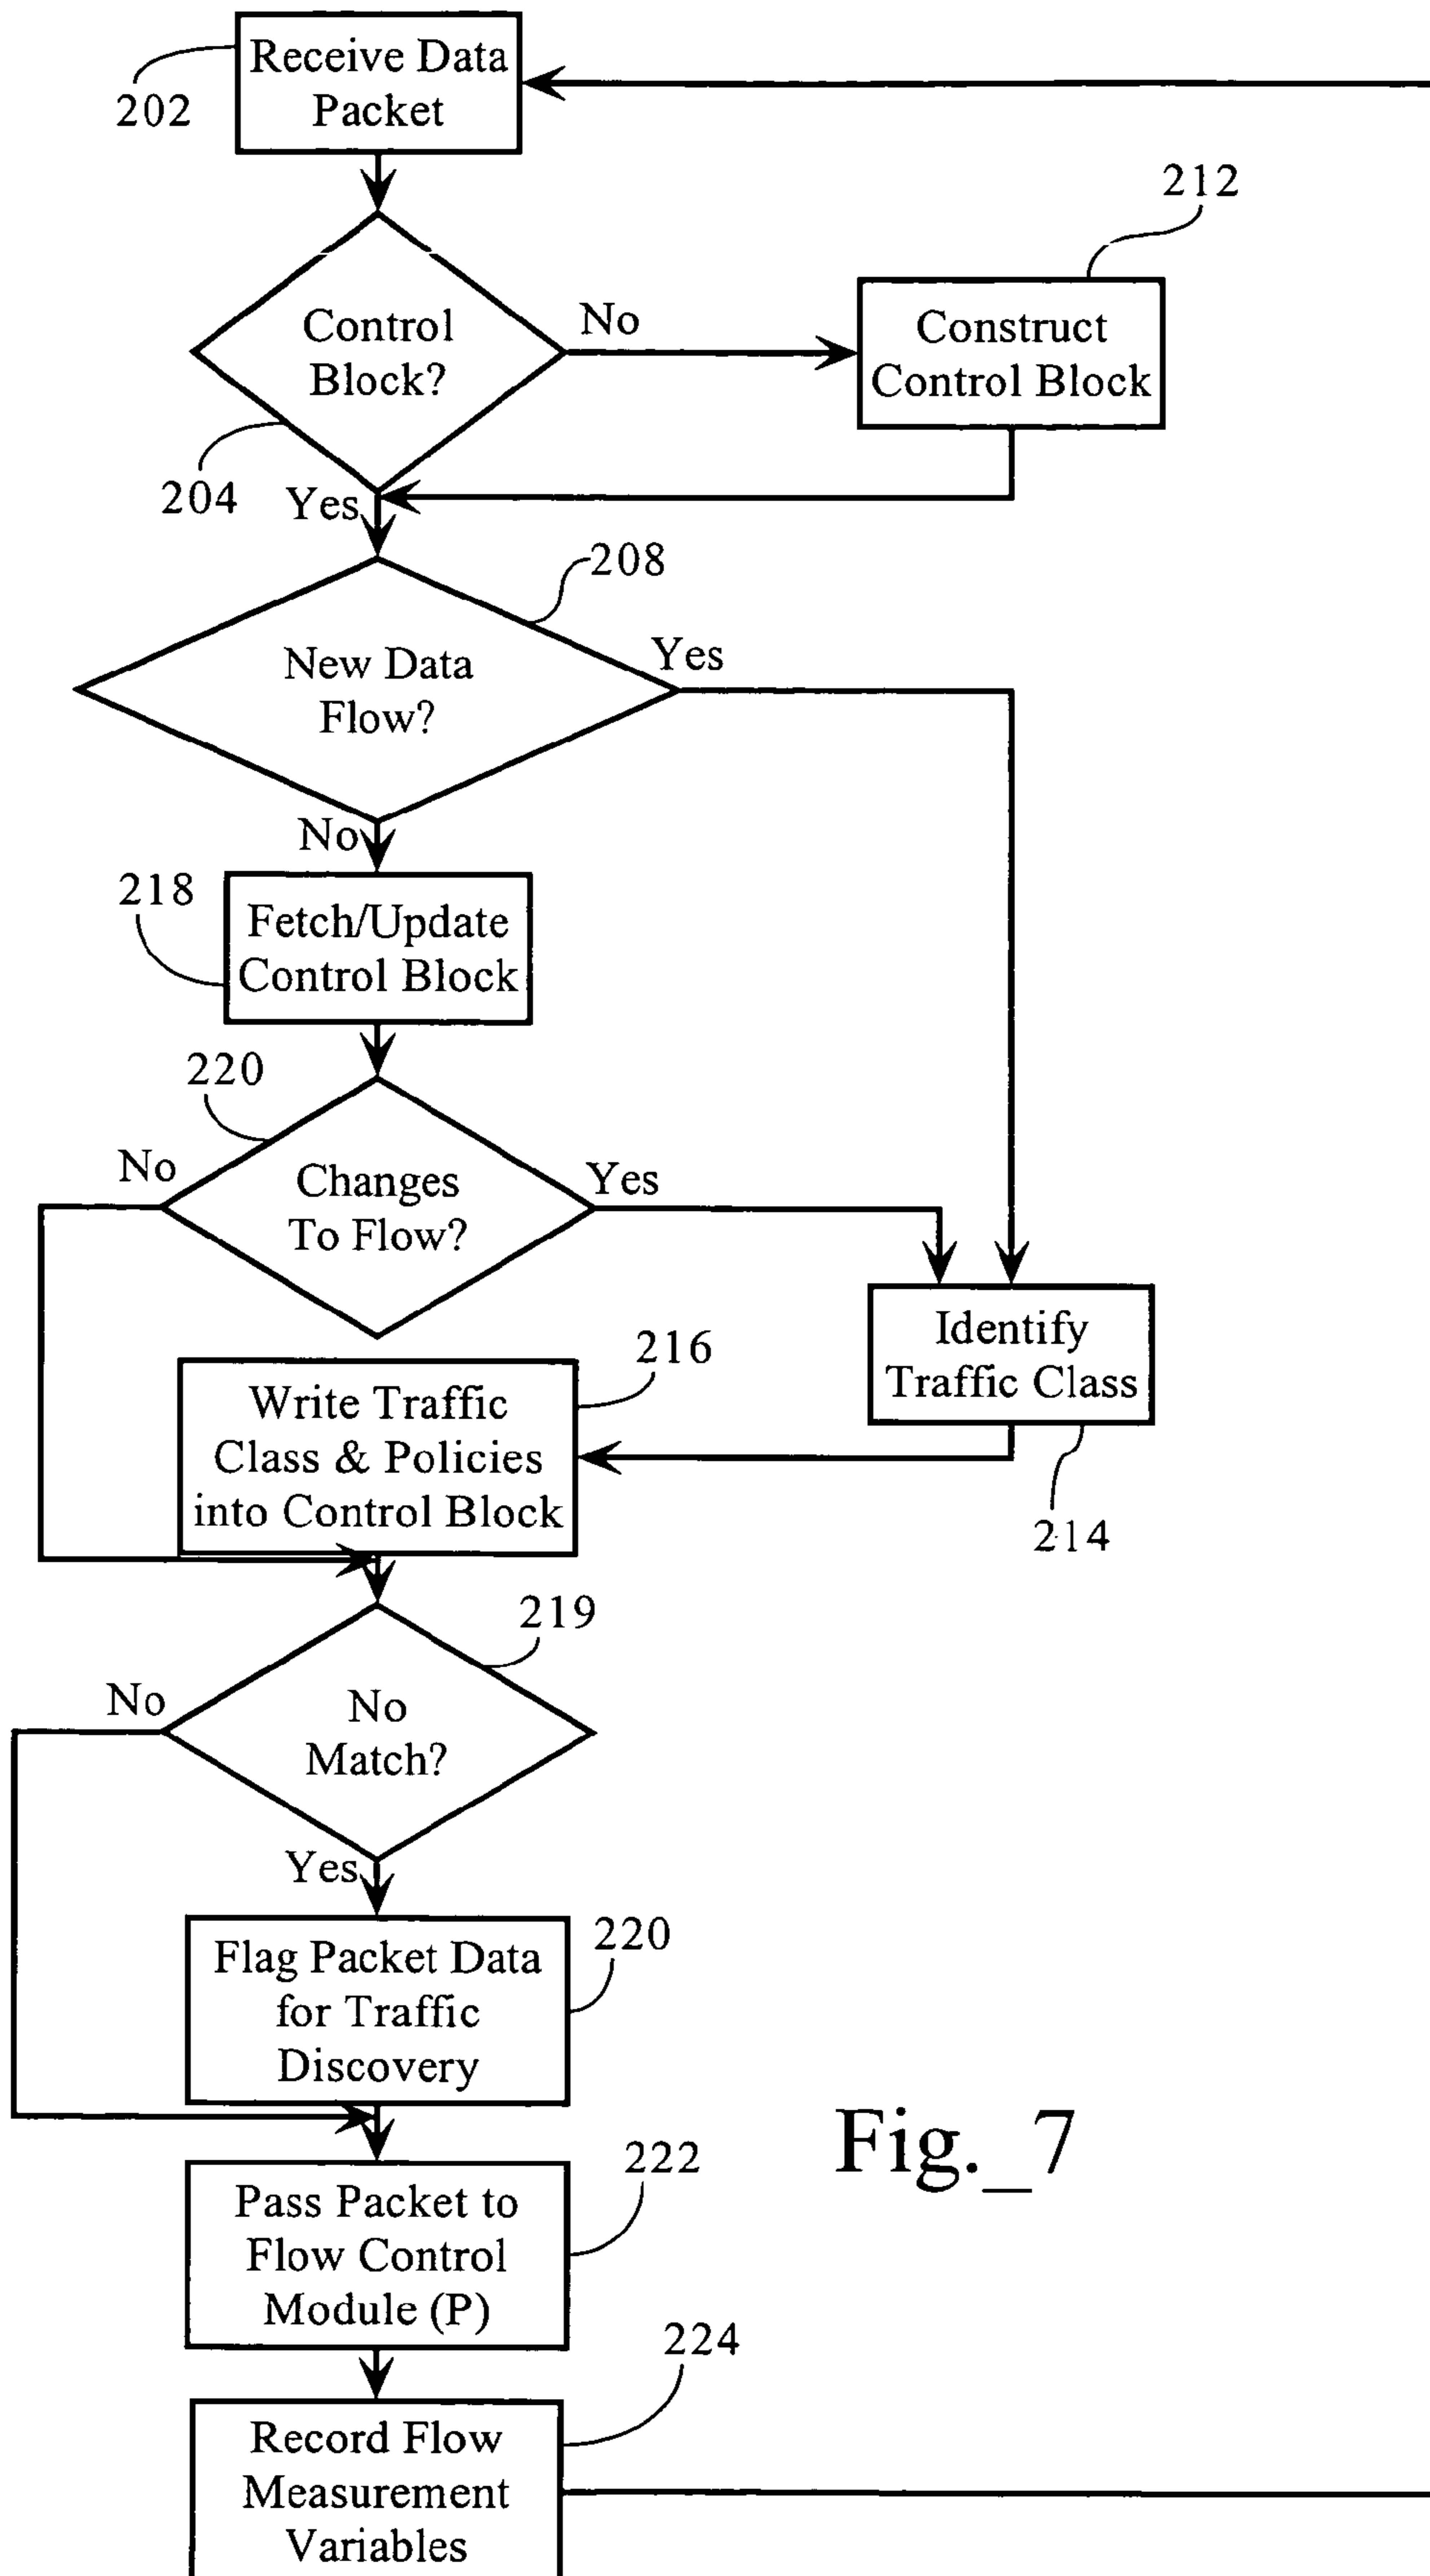 Receive Data
Packet
202
212
Control
Block?
No
Construct
Control Block
204
Yes
208
New Data
Flow?
Yes
No
218
Fetch/Update
Control Block
220
No
Changes
To Flow?
Yes
Identify
Traffic Class
216
Write Traffic
Class & Policies
into Control Block
214
219
No
No
Match?
Yes
Flag Packet Data
for Traffic
Discovery
220
Fig._7
222
Pass Packet to
Flow Control
Module (P)
224
Record Flow
Measurement
Variables